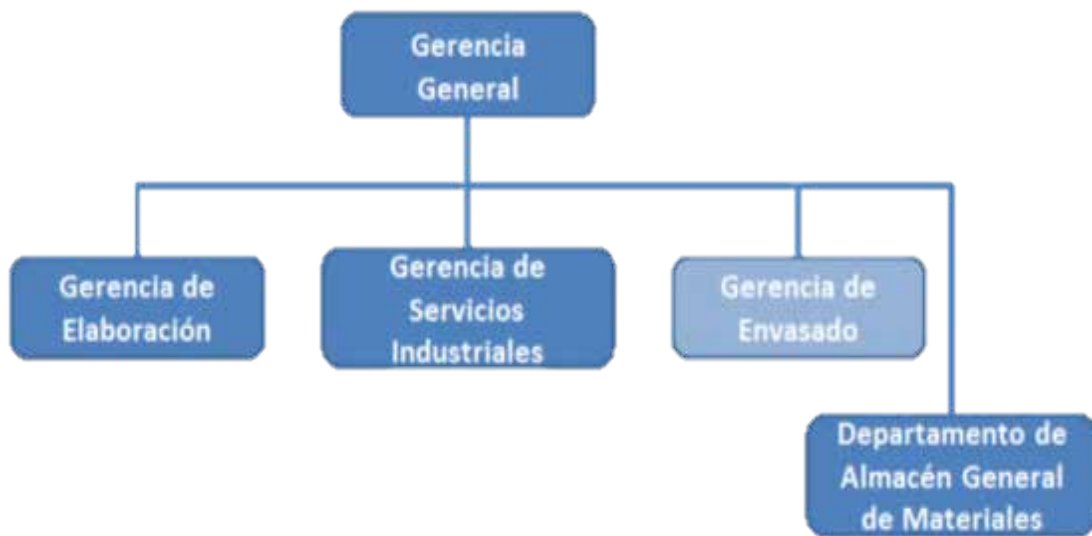 Gerencia
General
Gerencia de
Elaboración
Gerencia de
Servicios
Industriales
Gerencia de
Envasado
Departamento de
Almacén General
de Materiales